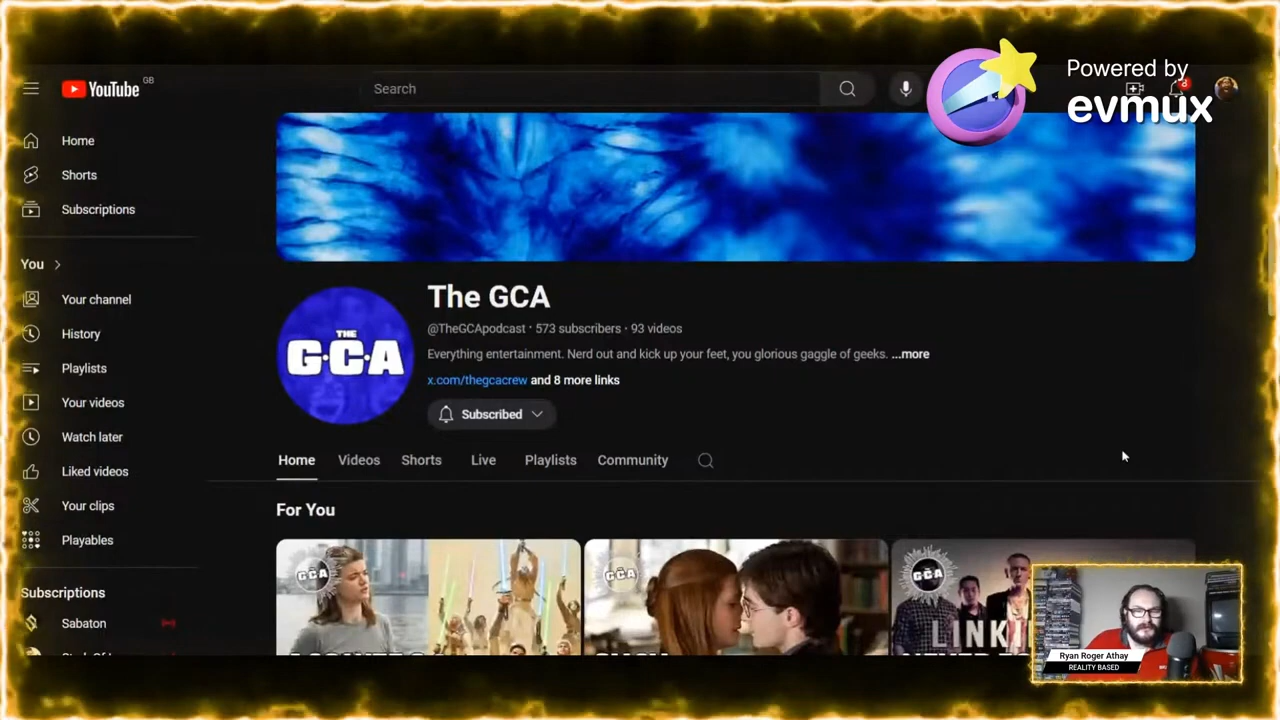 Powered by
evmux
YouTube GB
Search
8
Home
Shorts
Subscriptions
You
Your channel
History
Playlists
Your videos
Watch later
Liked videos
Your clips
Playables
Subscriptions
Sabaton
THE
G·C·A
The GCA
@TheGCApodcast · 573 subscribers · 93 videos
Everything entertainment. Nerd out and kick up your feet, you glorious gaggle of geeks. ...more
x.com/thegcacrew and 8 more links
Subscribed
Home Videos Shorts Live Playlists Community
For You
GCA
GCA
GCA
LINKI
Ryan Roger Athay
REALITY BASED